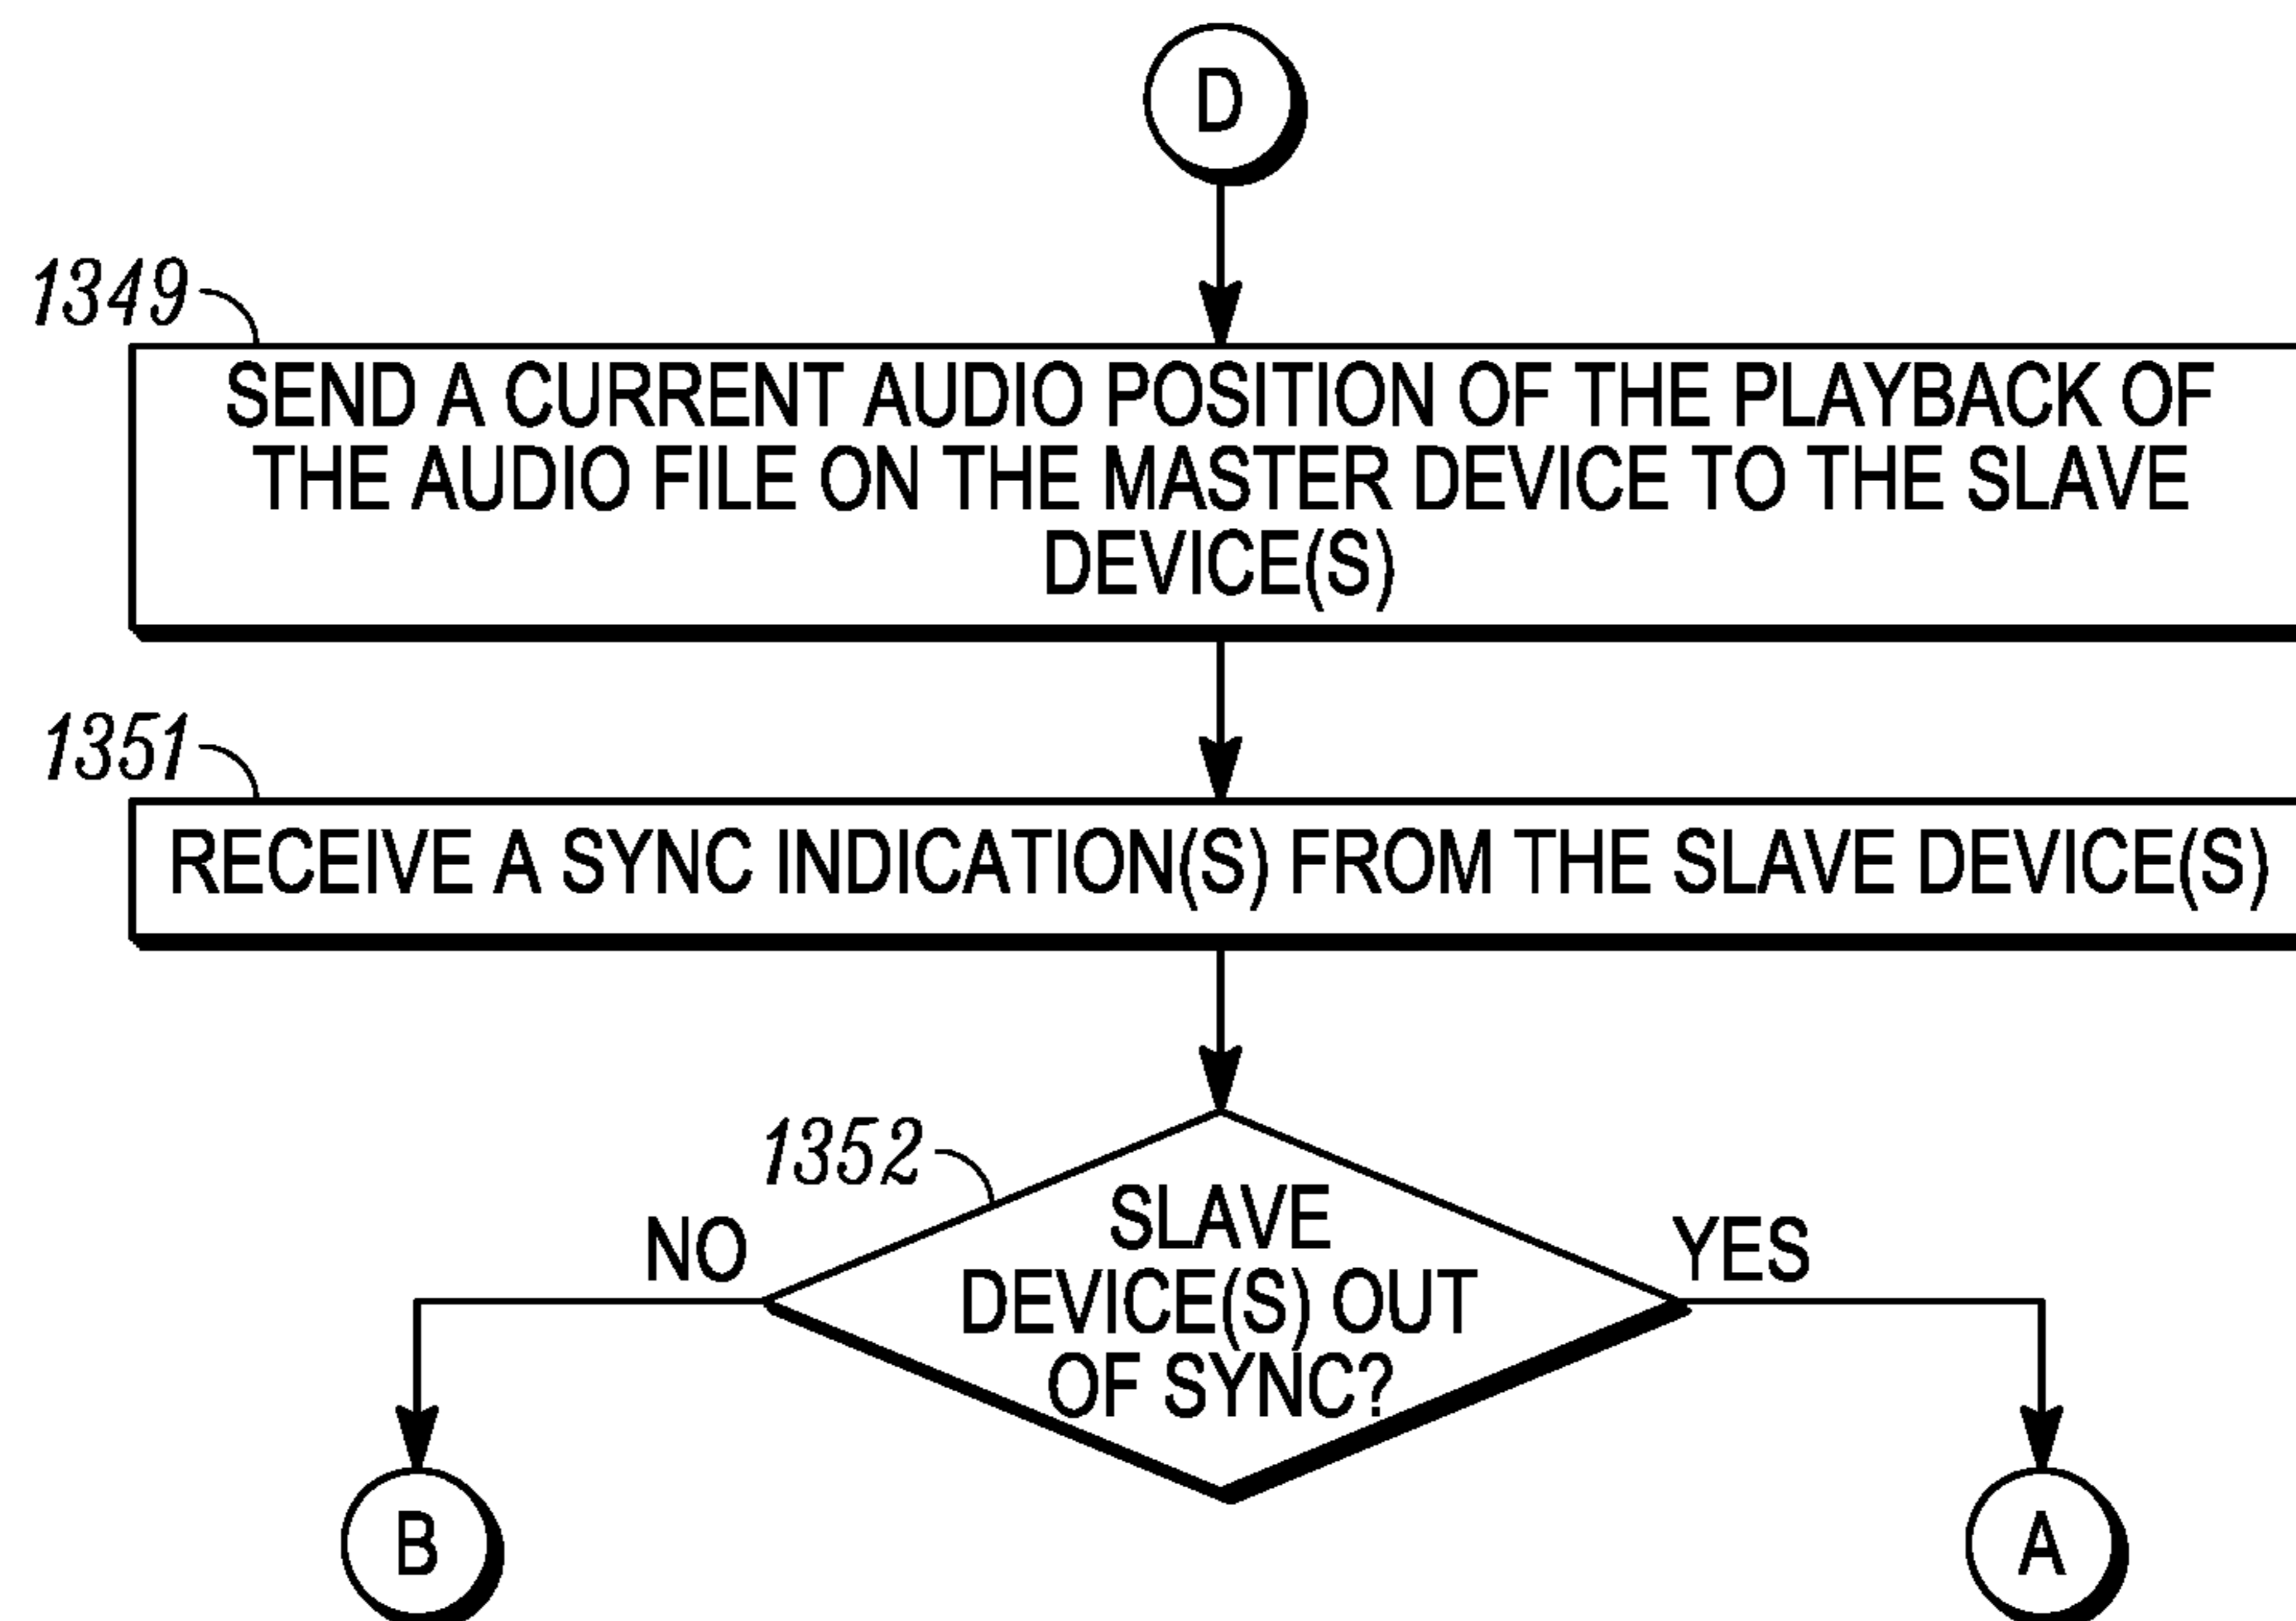 D
1349
SEND A CURRENT AUDIO POSITION OF THE PLAYBACK OF
THE AUDIO FILE ON THE MASTER DEVICE TO THE SLAVE
DEVICE(S)
1351
RECEIVE A SYNC INDICATION(S) FROM THE SLAVE DEVICE(S)
1352
SLAVE
DEVICE(S) OUT
OF SYNC?
NO
YES
B
A